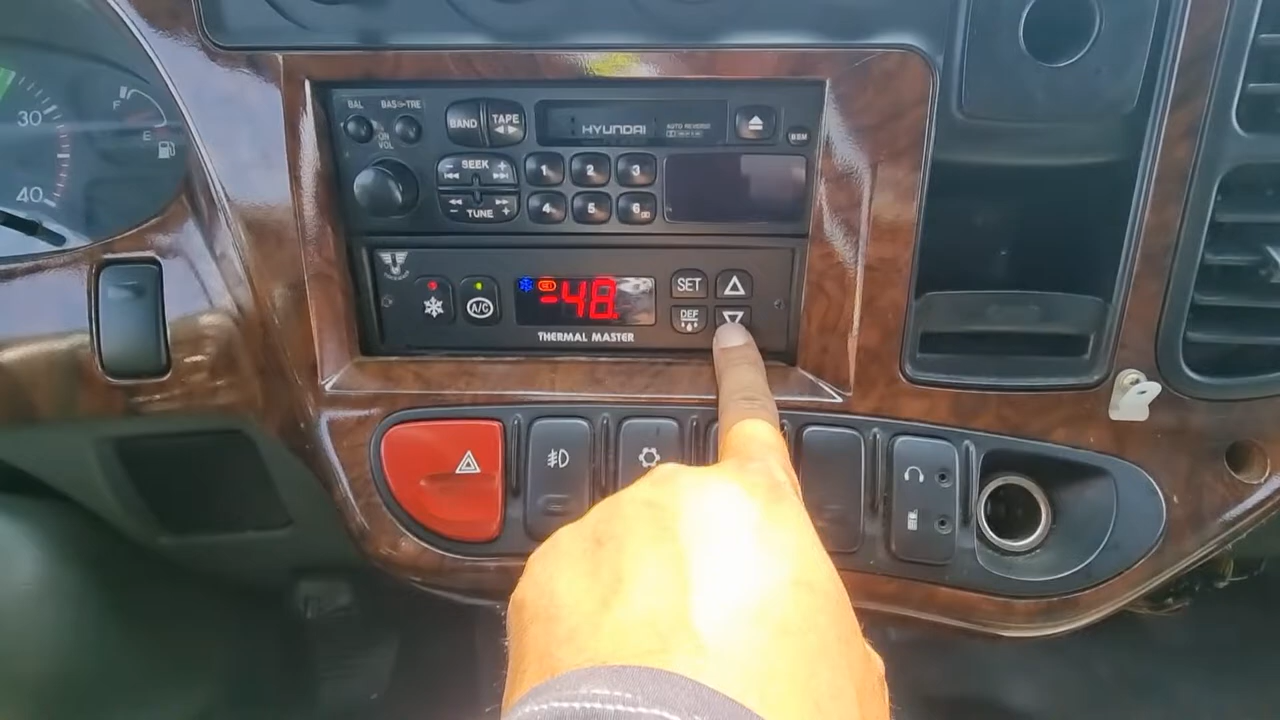 F
30
E
40
BAL
BAS TRE
ON
VOL
BAND
TAPE
HYUNDAI
AUTO REVERSE
SEEK
1
2
3
TUNE
4
5
6
A/C
-48.
SET
DEF
THERMAL MASTER